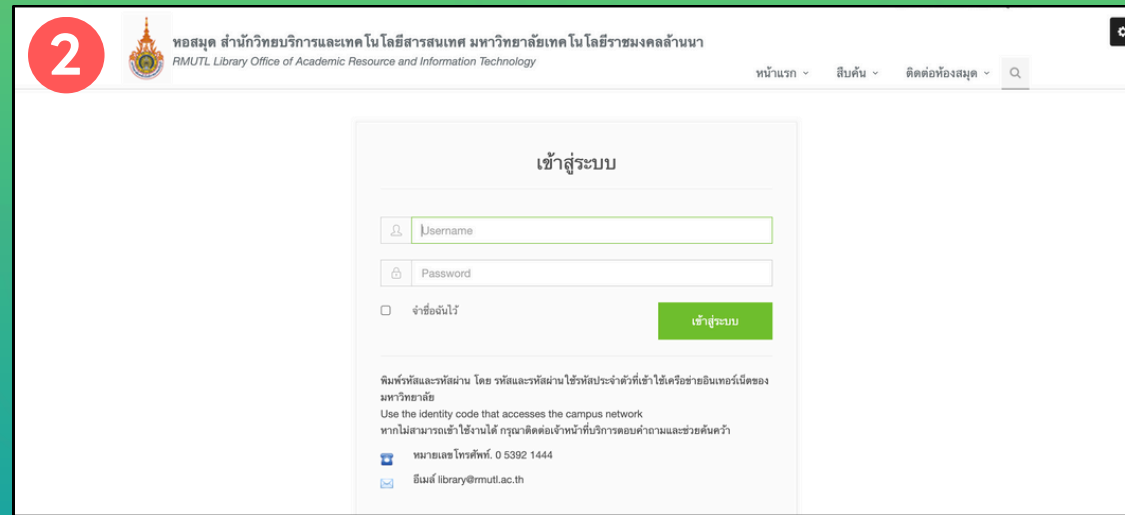 2
หอสมุด สำนักวิทยบริการและเทคโนโลยีสารสนเทศ มหาวิทยาลัยเทคโนโลยีราชมงคลล้านนา
RMUTL Library Office of Academic Resource and Information Technology
หน้าแรก สืบค้น ติดต่อห้องสมุด
เข้าสู่ระบบ
Username
Password
จำชื่อฉันไว้
เข้าสู่ระบบ
พิมพ์รหัสและรหัสผ่าน โดย รหัสและรหัสผ่าน ใช้รหัสประจำตัวที่เข้าใช้เครือข่ายอินเทอร์เน็ตของ
มหาวิทยาลัย
Use the identity code that accesses the campus network
หากไม่สามารถเข้าใช้งานได้ กรุณาติดต่อเจ้าหน้าที่บริการตอบคำถามและช่วยค้นคว้า
หมายเลขโทรศัพท์. 0 5392 1444
อีเมล์ library@rmutl.ac.th